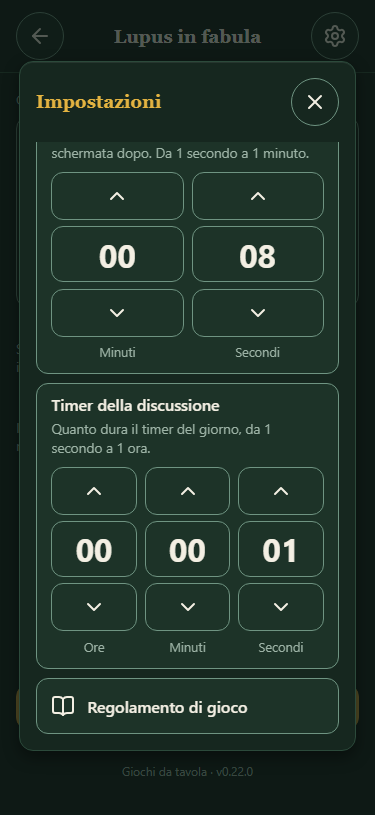 Lupus in fabula
Impostazioni
schermata dopo. Da 1 secondo a 1 minuto.
00 08
Minuti Secondi
Timer della discussione
Quanto dura il timer del giorno, da 1
secondo a 1 ora.
00 00 01
Ore Minuti Secondi
Regolamento di gioco
Giochi da tavola · v0.22.0